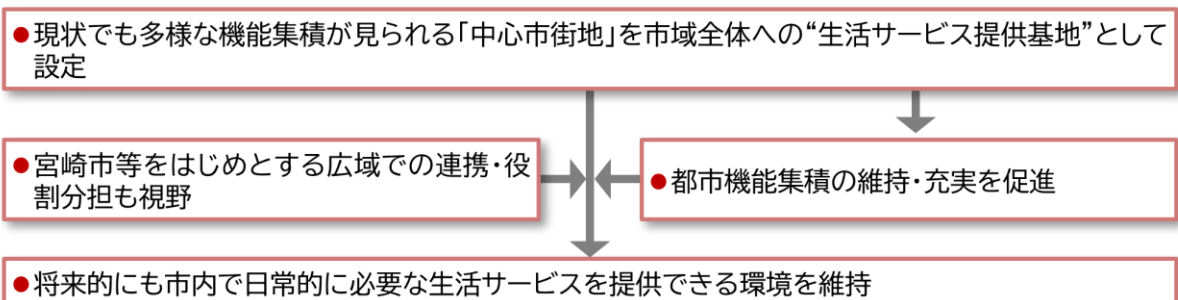 ●現状でも多様な機能集積が見られる「中心市街地」を市域全体への“生活サービス提供基地”として
設定
●宮崎市等をはじめとする広域での連携・役
割分担も視野
●都市機能集積の維持・充実を促進
●将来的にも市内で日常的に必要な生活サービスを提供できる環境を維持